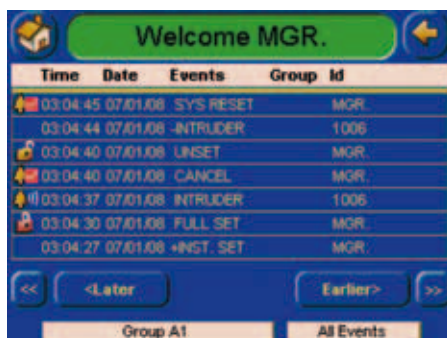 Welcome MGR.
Time Date Events Group Id
03:04:45 07/01/08 SYS RESET MGR.
03:04:44 07/01/08 -INTRUDER 1006
03:04:40 07/01/08 UNSET MGR.
03:04:40 07/01/08 CANCEL MGR.
03:04:37 07/01/08 INTRUDER 1006
03:04:30 07/01/08 FULL SET MGR.
03:04:27 07/01/08 +INST. SET MGR.
<< <Later Earlier> >>
Group A1 All Events